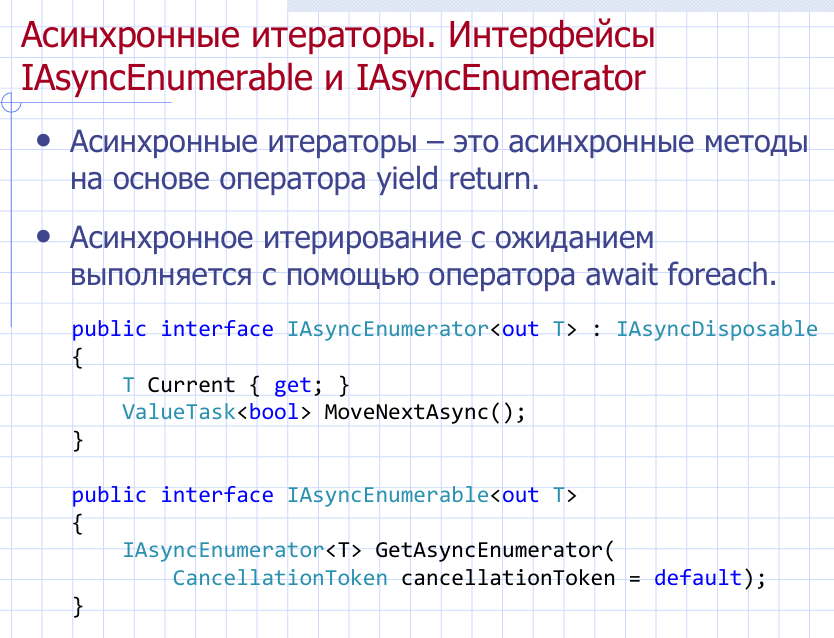 Асинхронные итераторы. Интерфейсы
IAsyncEnumerable и IAsyncEnumerator
• Асинхронные итераторы – это асинхронные методы
на основе оператора yield return.
• Асинхронное итерирование с ожиданием
выполняется с помощью оператора await foreach.
public interface IAsyncEnumerator<out T> : IAsyncDisposable
{
    T Current { get; }
    ValueTask<bool> MoveNextAsync();
}
public interface IAsyncEnumerable<out T>
{
    IAsyncEnumerator<T> GetAsyncEnumerator(
        CancellationToken cancellationToken = default);
}